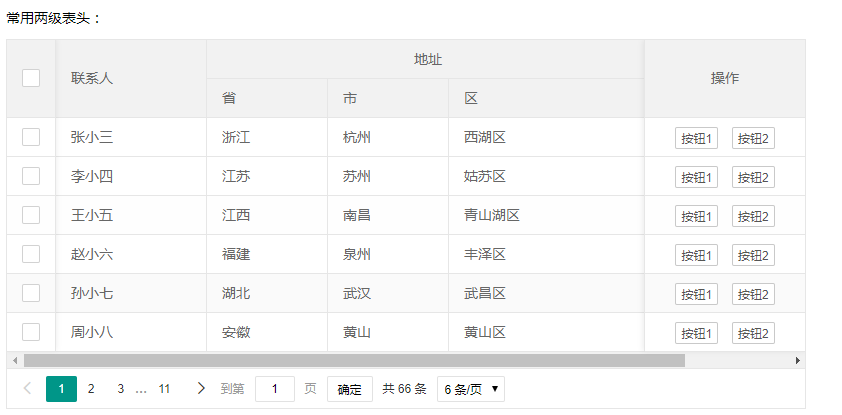 常用两级表头：
联系人 地址 操作
省 市 区
张小三 浙江 杭州 西湖区 按钮1 按钮2
李小四 江苏 苏州 姑苏区 按钮1 按钮2
王小五 江西 南昌 青山湖区 按钮1 按钮2
赵小六 福建 泉州 丰泽区 按钮1 按钮2
孙小七 湖北 武汉 武昌区 按钮1 按钮2
周小八 安徽 黄山 黄山区 按钮1 按钮2
1 2 3 … 11 到第 1 页 确定 共 66 条 6 条/页